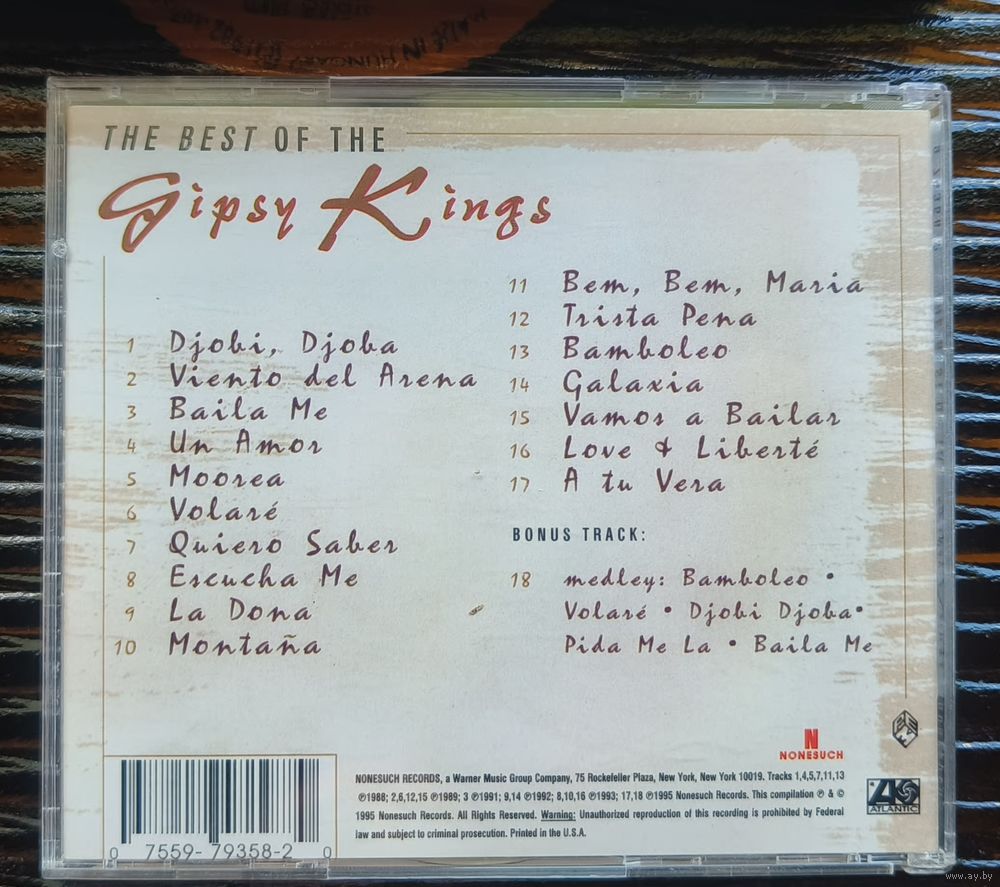 THE BEST OF THE
Gipsy Kings
1 Djobi, Djoba
2 Viento del Arena
3 Baila Me
4 Un Amor
5 Moorea
6 Volaré
7 Quiero Saber
8 Escucha Me
9 La Dona
10 Montaña
11 Bem, Bem, Maria
12 Trista Pena
13 Bamboleo
14 Galaxia
15 Vamos a Bailar
16 Love & Liberté
17 A tu Vera
BONUS TRACK:
18 medley: Bamboleo •
Volaré • Djobi Djoba•
Pida Me La • Baila Me
N
NONESUCH
NONESUCH RECORDS, a Warner Music Group Company, 75 Rockefeller Plaza, New York, New York 10019. Tracks 1,4,5,7,11,13
℗1988; 2,6,12,15 ℗1989; 3 ℗1991; 9,14 ℗1992; 8,10,16 ℗1993; 17,18 ℗1995 Nonesuch Records. This compilation ℗ & ©
1995 Nonesuch Records. All Rights Reserved. Warning: Unauthorized reproduction of this recording is prohibited by Federal
law and subject to criminal prosecution. Printed in the U.S.A.
ATLANTIC
0 7559-79358-2 0
www.ay.by